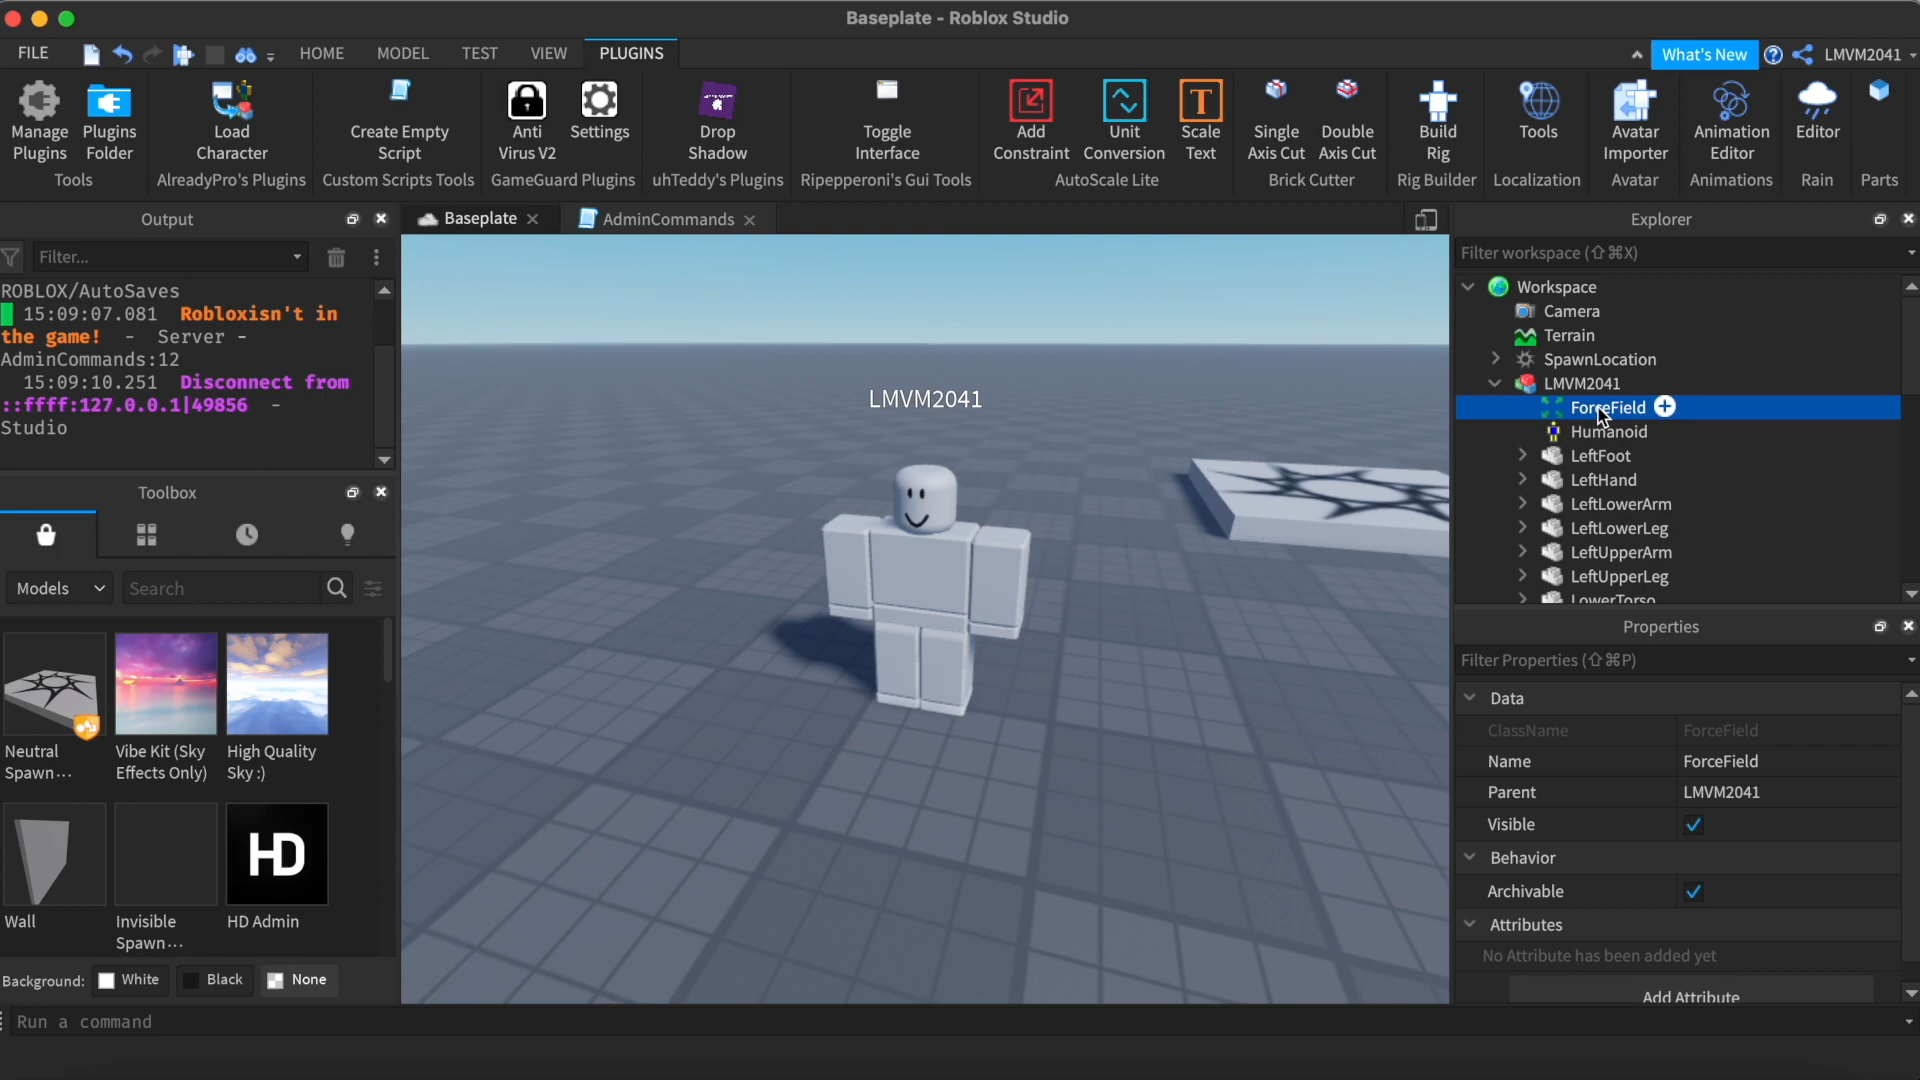 Baseplate - Roblox Studio
FILE
HOME
MODEL
TEST
VIEW
PLUGINS
What's New
LMVM2041
Manage Plugins
Plugins Folder
Tools
Load Character
AlreadyPro's Plugins
Create Empty Script
Custom Scripts Tools
Anti Virus V2
Settings
GameGuard Plugins
Drop Shadow
uhTeddy's Plugins
Toggle Interface
Ripepperoni's Gui Tools
Add Constraint
Unit Conversion
Scale Text
AutoScale Lite
Single Axis Cut
Double Axis Cut
Brick Cutter
Build Rig
Rig Builder
Tools
Localization
Avatar Importer
Avatar
Animation Editor
Animations
Editor
Rain
Parts
Output
Filter...
ROBLOX/AutoSaves
15:09:07.081 Robloxisn't in
the game! - Server -
AdminCommands:12
15:09:10.251 Disconnect from
::ffff:127.0.0.1|49856 -
Studio
Toolbox
Models
Search
Neutral Spawn...
Vibe Kit (Sky Effects Only)
High Quality Sky :)
Wall
Invisible Spawn...
HD
HD Admin
Background:
White
Black
None
Run a command
Baseplate
AdminCommands
LMVM2041
Explorer
Filter workspace (⇧⌘X)
Workspace
Camera
Terrain
SpawnLocation
LMVM2041
ForceField
Humanoid
LeftFoot
LeftHand
LeftLowerArm
LeftLowerLeg
LeftUpperArm
LeftUpperLeg
LowerTorso
Properties
Filter Properties (⇧⌘P)
Data
ClassName ForceField
Name ForceField
Parent LMVM2041
Visible
Behavior
Archivable
Attributes
No Attribute has been added yet
Add Attribute